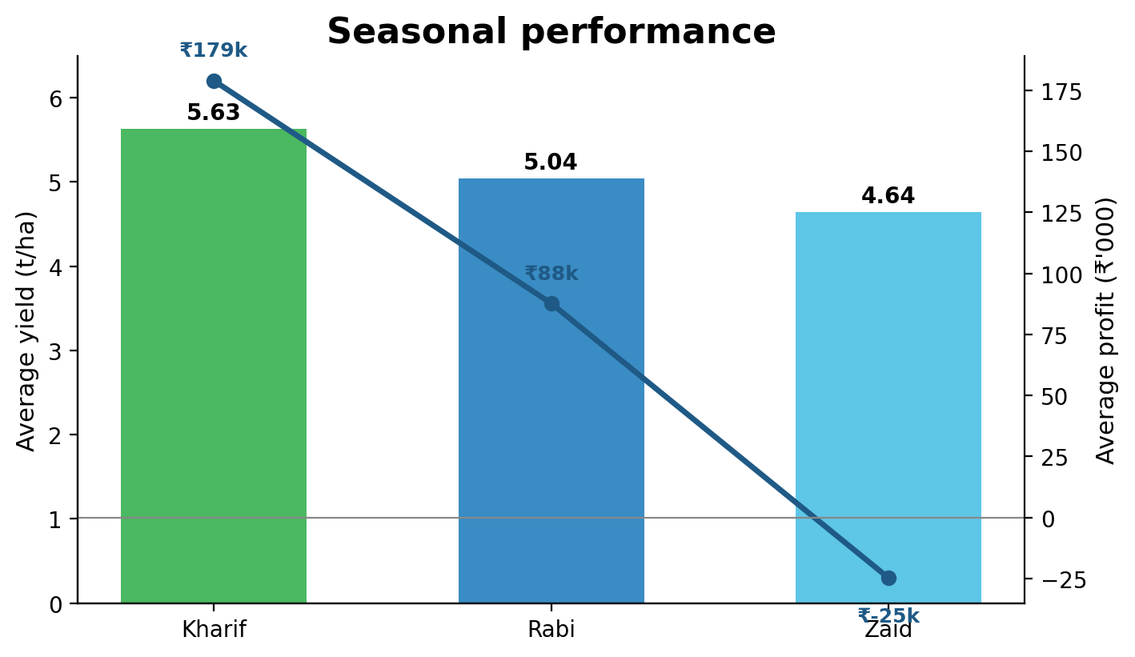 Seasonal performance
₹179k
5.63
5.04
4.64
₹88k
₹-25k
6
5
4
3
2
1
0
Average yield (t/ha)
175
150
125
100
75
50
25
0
−25
Average profit (₹'000)
Kharif
Rabi
Zaid